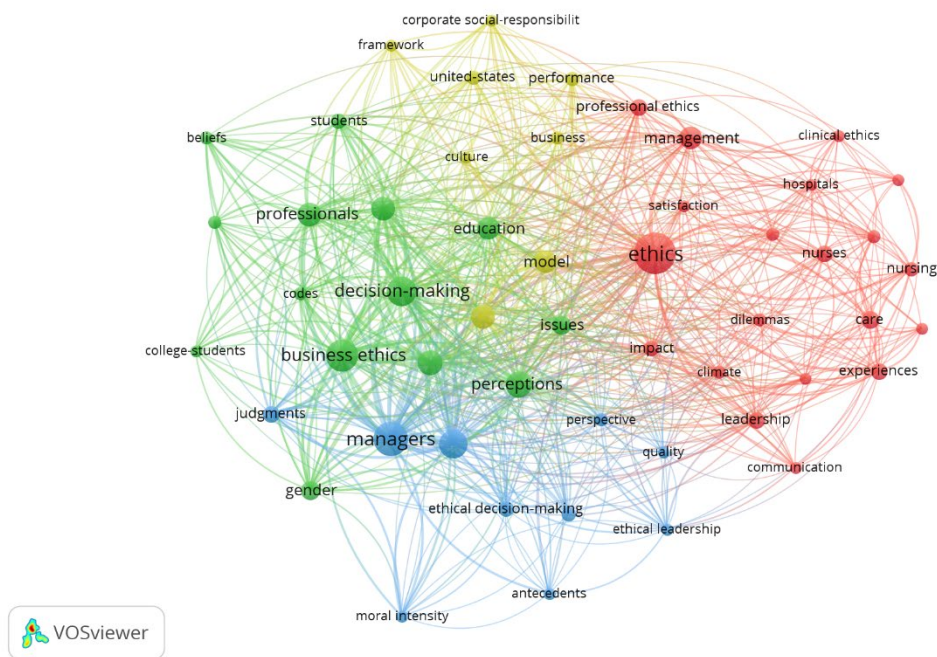 corporate social-responsibilit
framework
united-states
performance
professional ethics
students
beliefs
business
management
clinical ethics
culture
hospitals
satisfaction
professionals
education
ethics
model
nurses
nursing
codes
decision-making
issues
dilemmas
care
college-students
business ethics
impact
perceptions
climate
experiences
judgments
managers
perspective
leadership
quality
communication
gender
ethical decision-making
ethical leadership
antecedents
moral intensity
VOSviewer